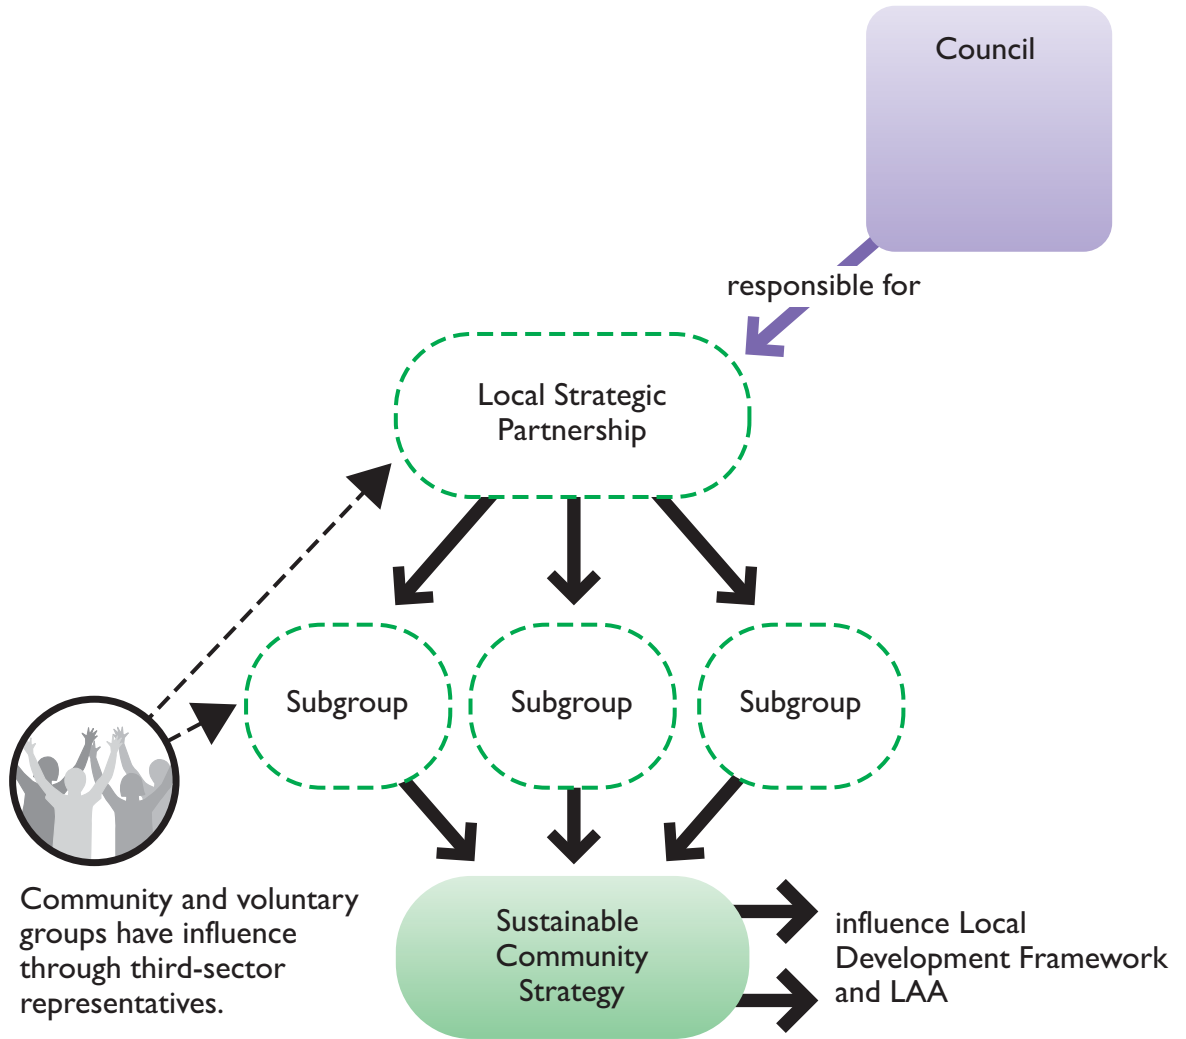 Council
responsible for
Local Strategic
Partnership
Subgroup
Subgroup
Subgroup
Community and voluntary
groups have influence
through third-sector
representatives.
Sustainable
Community
Strategy
influence Local
Development Framework
and LAA